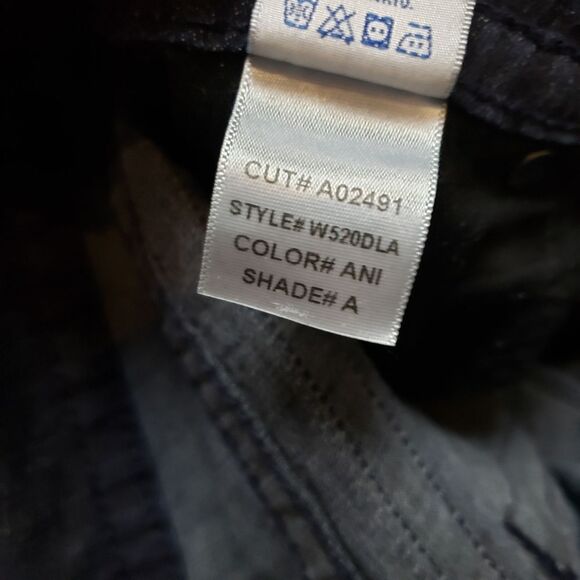 CUT# A02491
STYLE# W520DLA
COLOR# ANI
SHADE# A